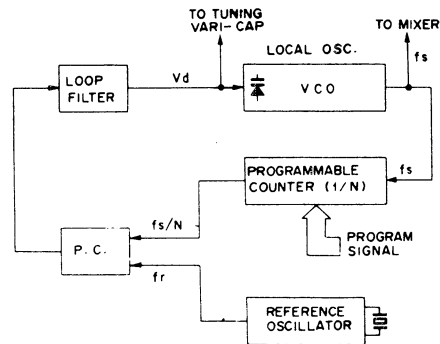 TO TUNING
VARI-CAP
TO MIXER
LOCAL OSC.
fs
LOOP
FILTER
Vd
VCO
PROGRAMMABLE
COUNTER (1/N)
fs
fs/N
PROGRAM
SIGNAL
P. C.
fr
REFERENCE
OSCILLATOR